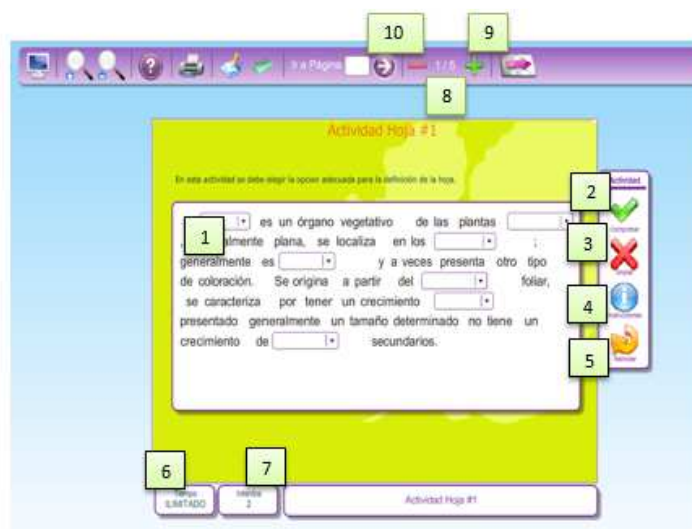 10
9
Ir a Página
1 / 5
8
Actividad Hoja #1
En esta actividad se debe elegir la opcion adecuada para la definición de la hoja.
Actividad
2
1
es un órgano vegetativo de las plantas
, almente plana, se localiza en los ;
3
generalmente es y a veces presenta otro tipo
de coloración. Se origina a partir del foliar,
4
se caracteriza por tener un crecimiento
presentado generalmente un tamaño determinado no tiene un
crecimiento de secundarios.
5
6
7
Tiempo
ILIMITADO
Intentos
2
Actividad Hoja #1